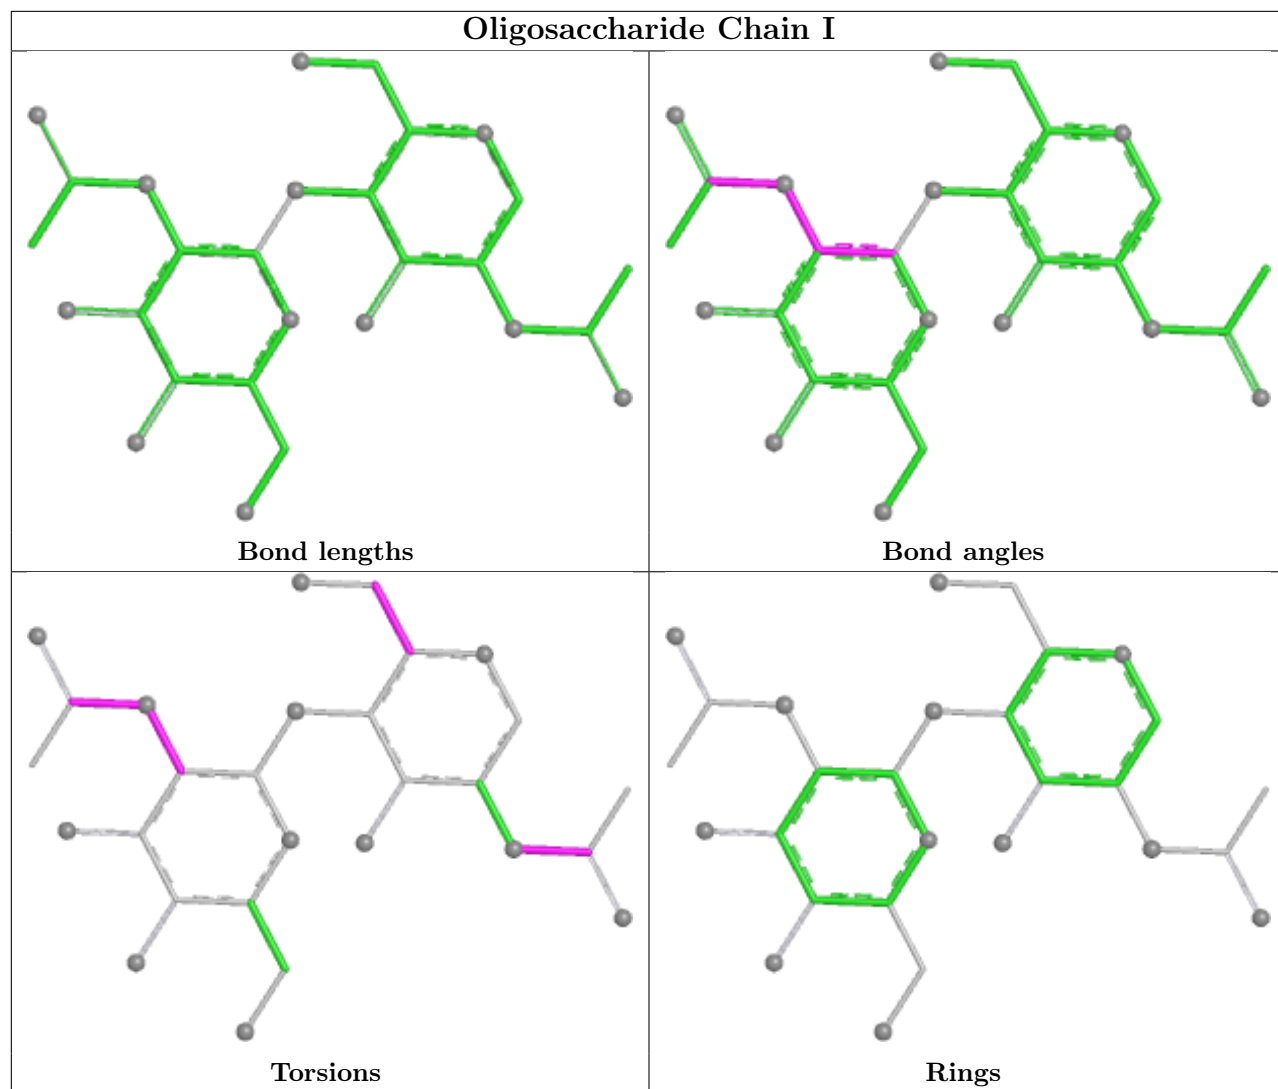 Oligosaccharide Chain I
Bond lengths
Bond angles
Torsions
Rings